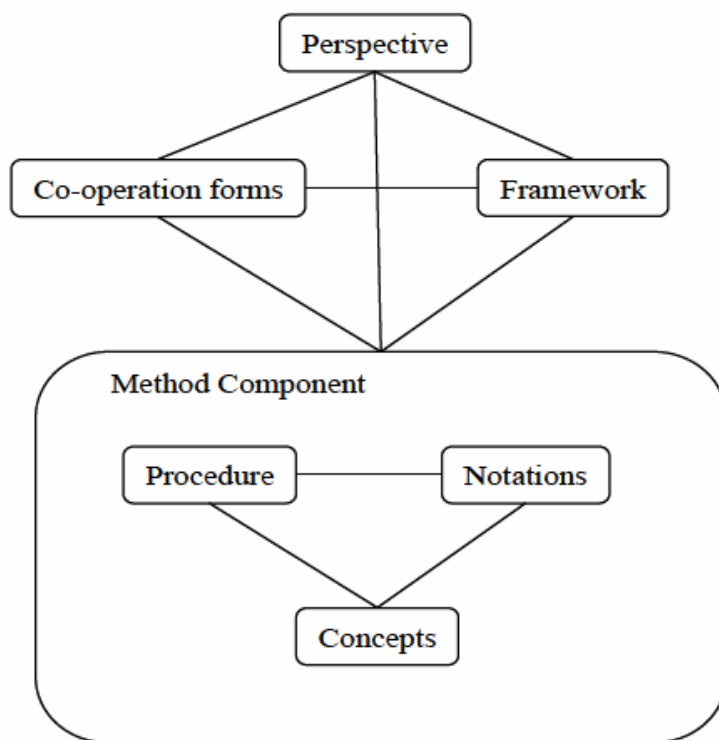 Perspective
Co-operation forms
Framework
Method Component
Procedure
Notations
Concepts